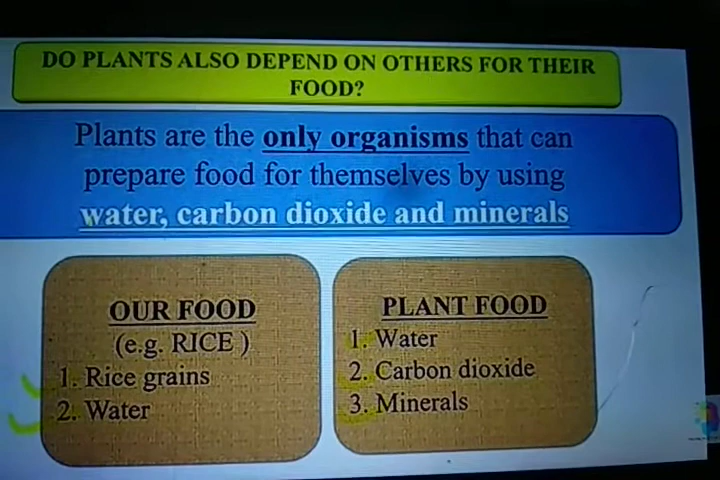 DO PLANTS ALSO DEPEND ON OTHERS FOR THEIR
FOOD?
Plants are the only organisms that can
prepare food for themselves by using
water, carbon dioxide and minerals
OUR FOOD
(e.g. RICE )
1. Rice grains
2. Water
PLANT FOOD
1. Water
2. Carbon dioxide
3. Minerals